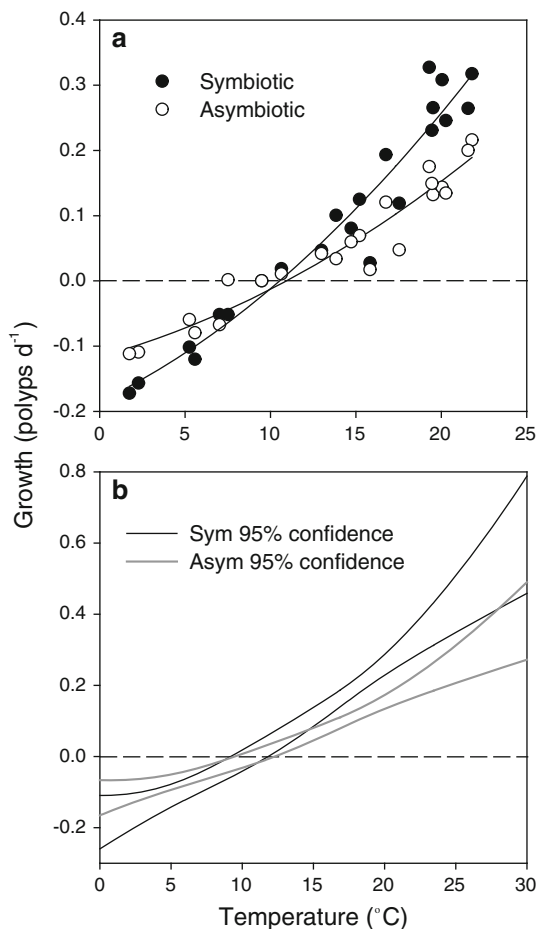 a
Symbiotic
Asymbiotic
0.4
0.3
0.2
0.1
0.0
-0.1
-0.2
0 5 10 15 20 25
Growth (polyps d-1)
b
Sym 95% confidence
Asym 95% confidence
0.8
0.6
0.4
0.2
0.0
-0.2
0 5 10 15 20 25 30
Temperature (°C)